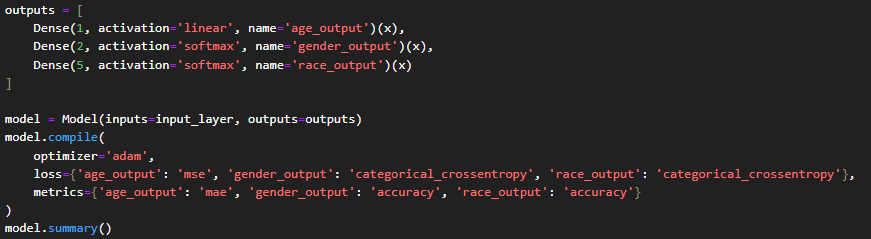 outputs = [
    Dense(1, activation='linear', name='age_output')(x),
    Dense(2, activation='softmax', name='gender_output')(x),
    Dense(5, activation='softmax', name='race_output')(x)
]

model = Model(inputs=input_layer, outputs=outputs)
model.compile(
    optimizer='adam',
    loss={'age_output': 'mse', 'gender_output': 'categorical_crossentropy', 'race_output': 'categorical_crossentropy'},
    metrics={'age_output': 'mae', 'gender_output': 'accuracy', 'race_output': 'accuracy'}
)
model.summary()